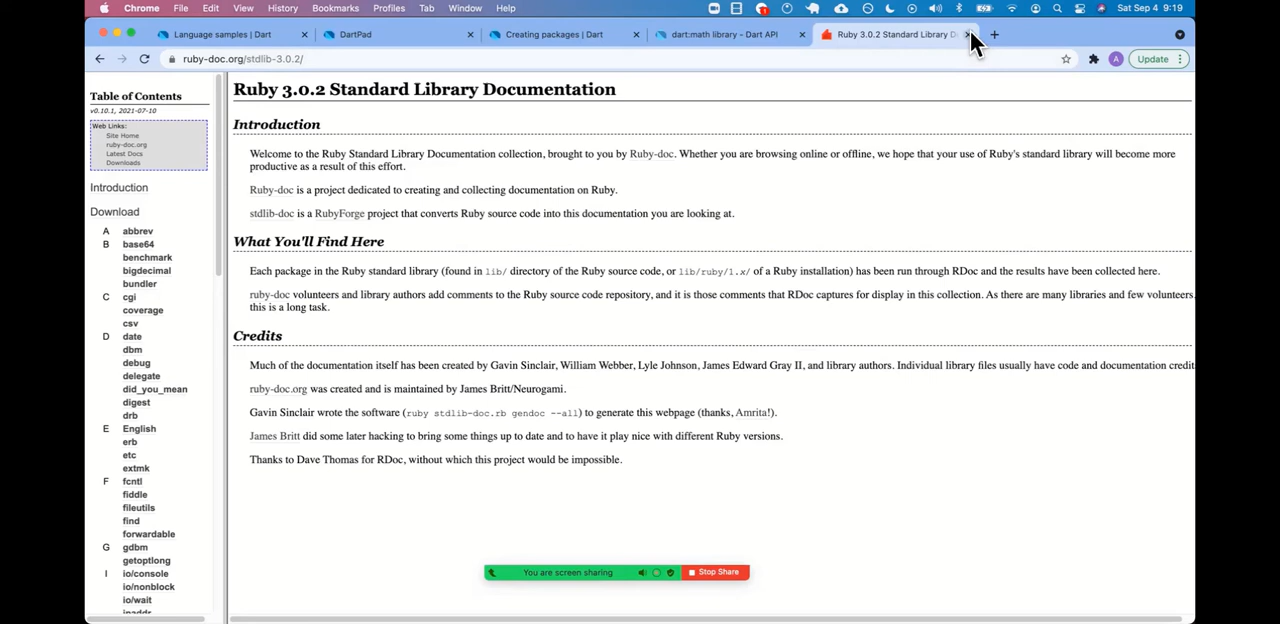 Chrome File Edit View History Bookmarks Profiles Tab Window Help
1
Sat Sep 4 9:19
Language samples | Dart
DartPad
Creating packages | Dart
dart:math library - Dart API
Ruby 3.0.2 Standard Library D
ruby-doc.org/stdlib-3.0.2/
A
Update
Table of Contents
v0.10.1, 2021-07-10
Web Links:
Site Home
ruby-doc.org
Latest Docs
Downloads
Introduction
Download
A abbrev
B base64
benchmark
bigdecimal
bundler
C cgi
coverage
csv
D date
dbm
debug
delegate
did_you_mean
digest
drb
E English
erb
etc
extmk
F fcntl
fiddle
fileutils
find
forwardable
G gdbm
getoptlong
I io/console
io/nonblock
io/wait
Ruby 3.0.2 Standard Library Documentation
Introduction
Welcome to the Ruby Standard Library Documentation collection, brought to you by Ruby-doc. Whether you are browsing online or offline, we hope that your use of Ruby's standard library will become more
productive as a result of this effort.
Ruby-doc is a project dedicated to creating and collecting documentation on Ruby.
stdlib-doc is a RubyForge project that converts Ruby source code into this documentation you are looking at.
What You'll Find Here
Each package in the Ruby standard library (found in lib/ directory of the Ruby source code, or lib/ruby/1.x/ of a Ruby installation) has been run through RDoc and the results have been collected here.
ruby-doc volunteers and library authors add comments to the Ruby source code repository, and it is those comments that RDoc captures for display in this collection. As there are many libraries and few volunteers,
this is a long task.
Credits
Much of the documentation itself has been created by Gavin Sinclair, William Webber, Lyle Johnson, James Edward Gray II, and library authors. Individual library files usually have code and documentation credit
ruby-doc.org was created and is maintained by James Britt/Neurogami.
Gavin Sinclair wrote the software (ruby stdlib-doc.rb gendoc --all) to generate this webpage (thanks, Amrita!).
James Britt did some later hacking to bring some things up to date and to have it play nice with different Ruby versions.
Thanks to Dave Thomas for RDoc, without which this project would be impossible.
You are screen sharing
Stop Share